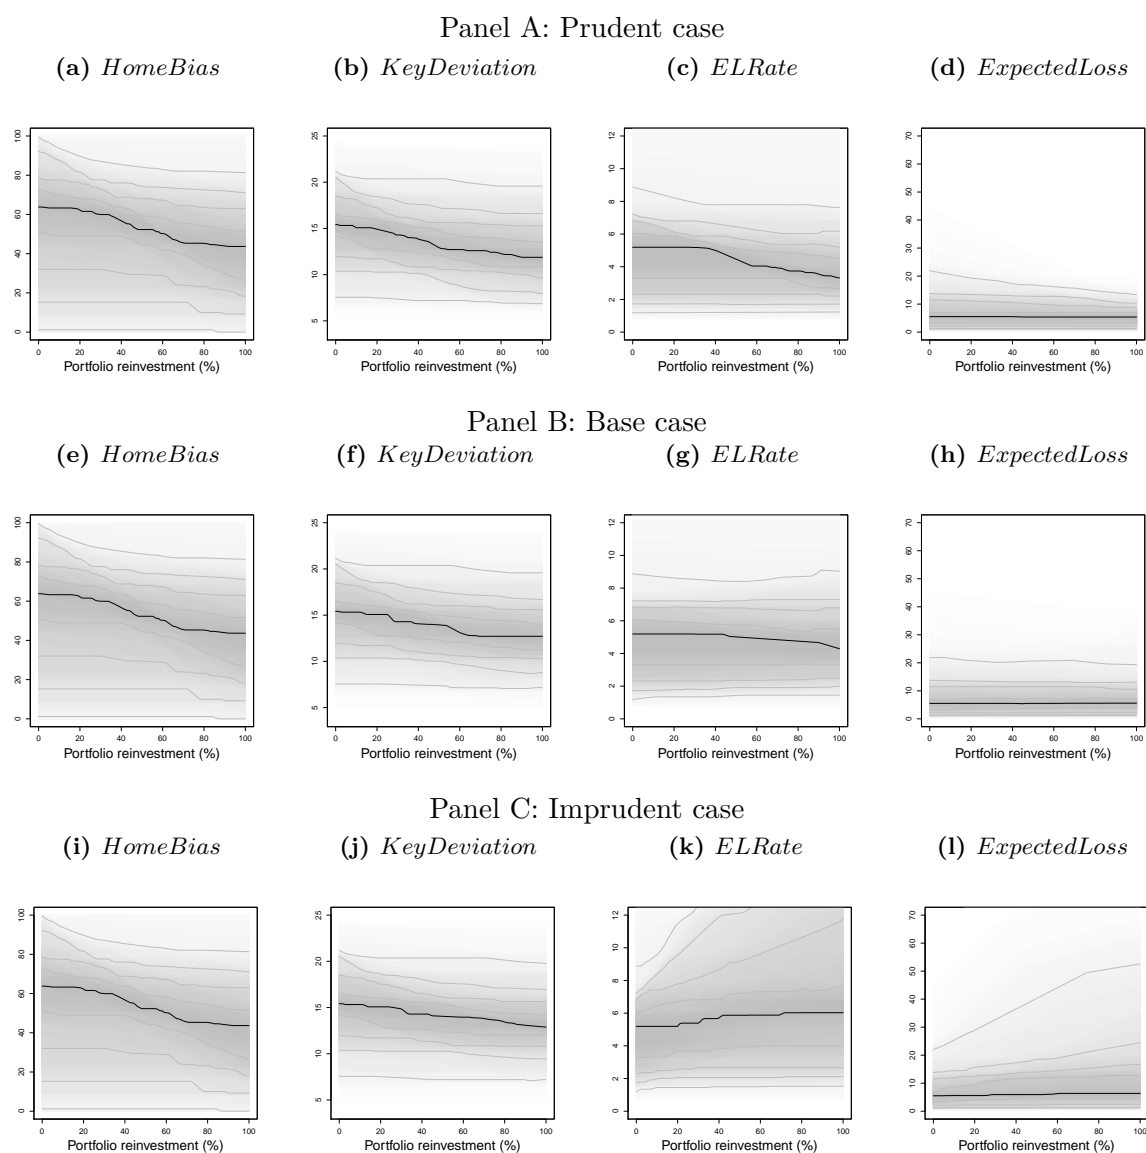 Panel A: Prudent case
(a) HomeBias (b) KeyDeviation (c) ELRate (d) ExpectedLoss
0 20 40 60 80 100
0 20 40 60 80 100
Portfolio reinvestment (%)
5 10 15 20 25
0 20 40 60 80 100
Portfolio reinvestment (%)
0 2 4 6 8 10 12
0 20 40 60 80 100
Portfolio reinvestment (%)
0 10 20 30 40 50 60 70
0 20 40 60 80 100
Portfolio reinvestment (%)
Panel B: Base case
(e) HomeBias (f) KeyDeviation (g) ELRate (h) ExpectedLoss
0 20 40 60 80 100
0 20 40 60 80 100
Portfolio reinvestment (%)
5 10 15 20 25
0 20 40 60 80 100
Portfolio reinvestment (%)
0 2 4 6 8 10 12
0 20 40 60 80 100
Portfolio reinvestment (%)
0 10 20 30 40 50 60 70
0 20 40 60 80 100
Portfolio reinvestment (%)
Panel C: Imprudent case
(i) HomeBias (j) KeyDeviation (k) ELRate (l) ExpectedLoss
0 20 40 60 80 100
0 20 40 60 80 100
Portfolio reinvestment (%)
5 10 15 20 25
0 20 40 60 80 100
Portfolio reinvestment (%)
0 2 4 6 8 10 12
0 20 40 60 80 100
Portfolio reinvestment (%)
0 10 20 30 40 50 60 70
0 20 40 60 80 100
Portfolio reinvestment (%)